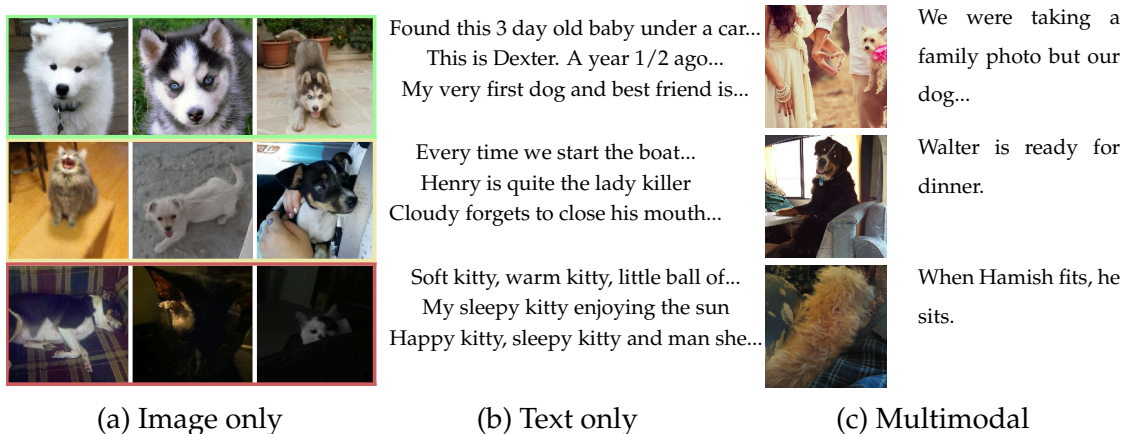 Found this 3 day old baby under a car...
This is Dexter. A year 1/2 ago...
My very first dog and best friend is...
Every time we start the boat...
Henry is quite the lady killer
Cloudy forgets to close his mouth...
Soft kitty, warm kitty, little ball of...
My sleepy kitty enjoying the sun
Happy kitty, sleepy kitty and man she...
We were taking a
family photo but our
dog...
Walter is ready for
dinner.
When Hamish fits, he
sits.
(a) Image only
(b) Text only
(c) Multimodal